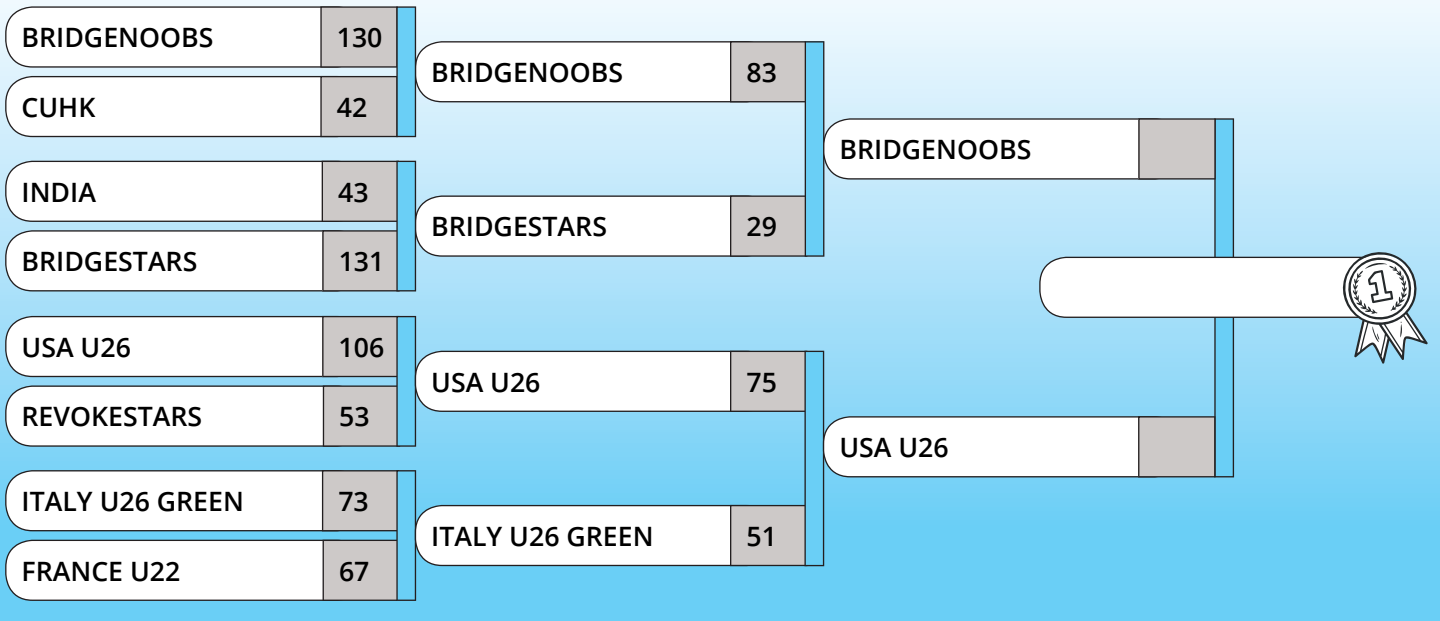 BRIDGENOOBS 130
CUHK 42
INDIA 43
BRIDGESTARS 131
USA U26 106
REVOKESTARS 53
ITALY U26 GREEN 73
FRANCE U22 67
BRIDGENOOBS 83
BRIDGESTARS 29
USA U26 75
ITALY U26 GREEN 51
BRIDGENOOBS
USA U26
1